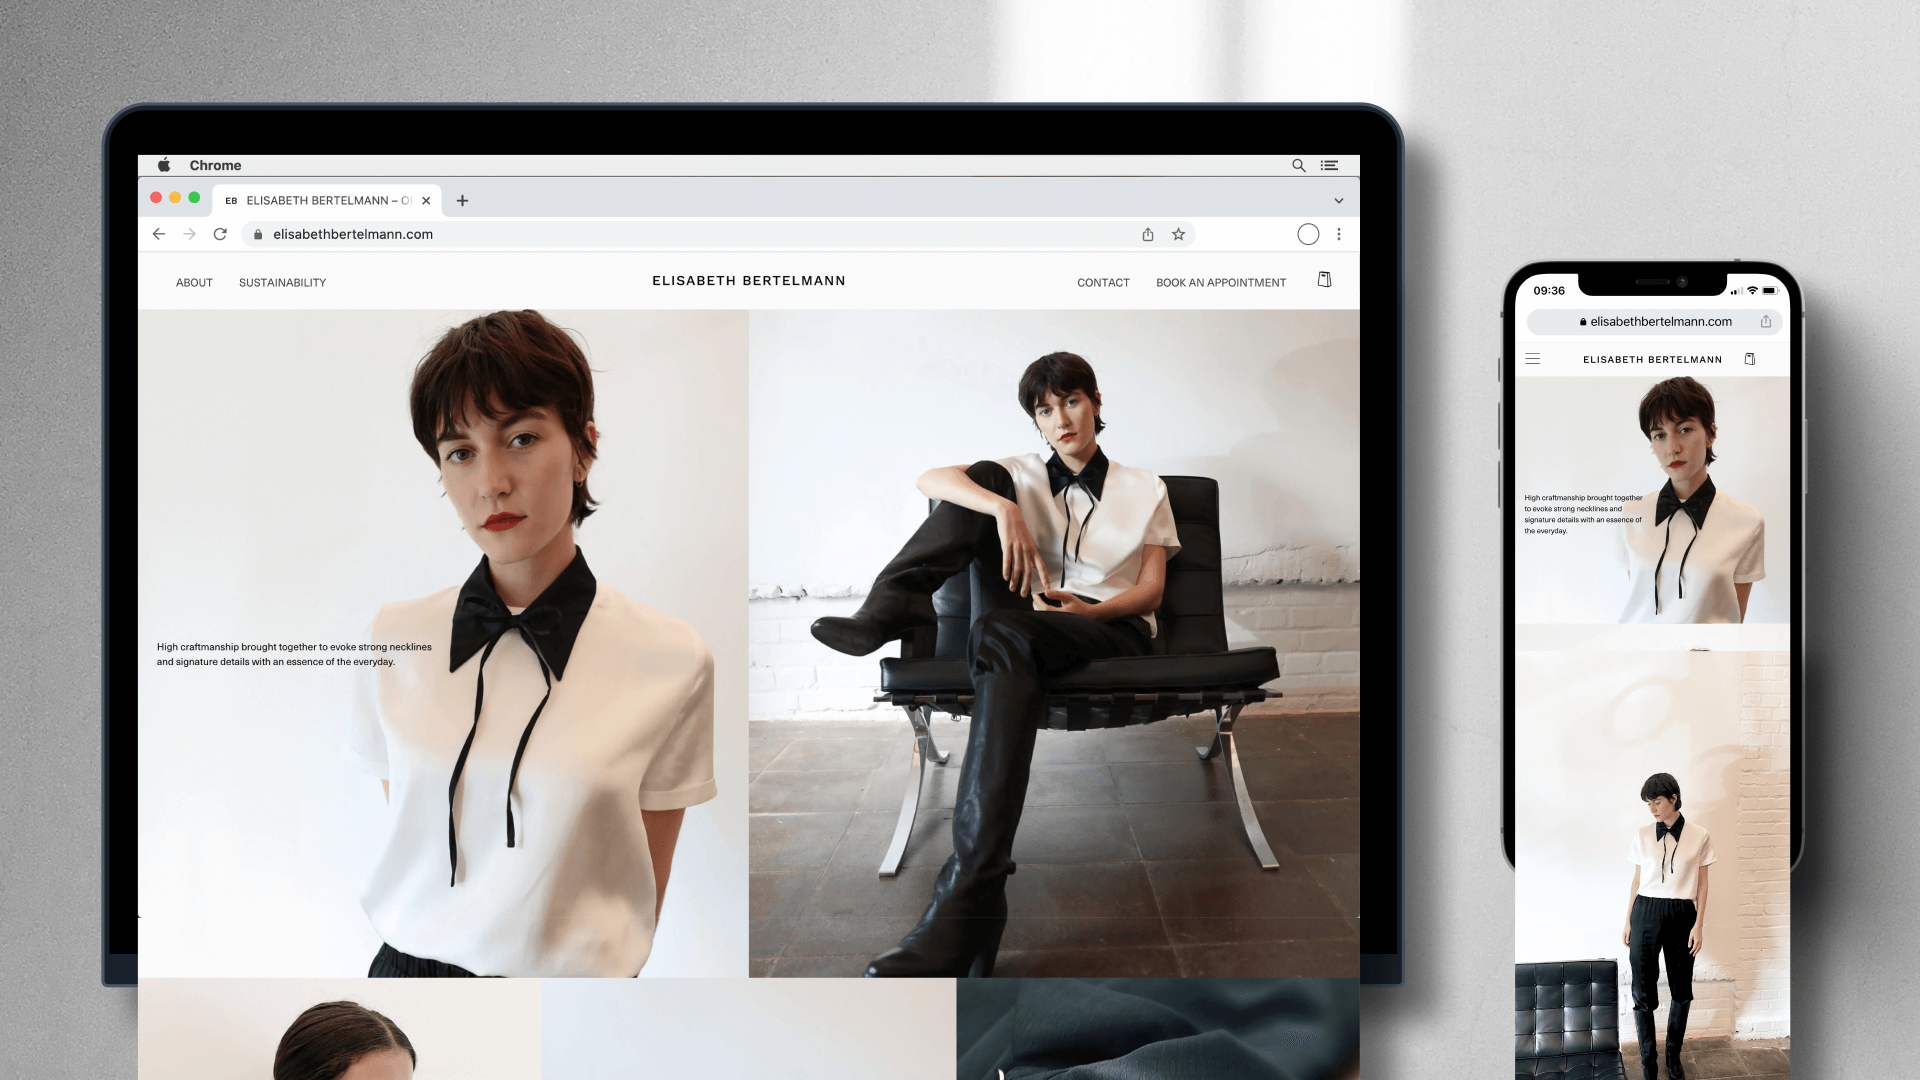 Chrome
EB ELISABETH BERTELMANN – O
elisabethbertelmann.com
ABOUT SUSTAINABILITY ELISABETH BERTELMANN CONTACT BOOK AN APPOINTMENT
High craftmanship brought together to evoke strong necklines
and signature details with an essence of the everyday.
09:36
elisabethbertelmann.com
ELISABETH BERTELMANN
High craftmanship brought together
to evoke strong necklines and
signature details with an essence of
the everyday.